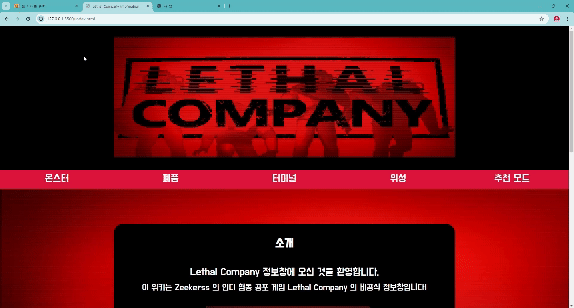 LETHAL
COMPANY
몬스터 폐품 터미널 위성 추천 모드
소개
Lethal Company 정보창에 오신 것을 환영합니다.
이 위키는 Zeekerss 의 인디 협동 공포 게임 Lethal Company 의 비공식 정보창입니다!